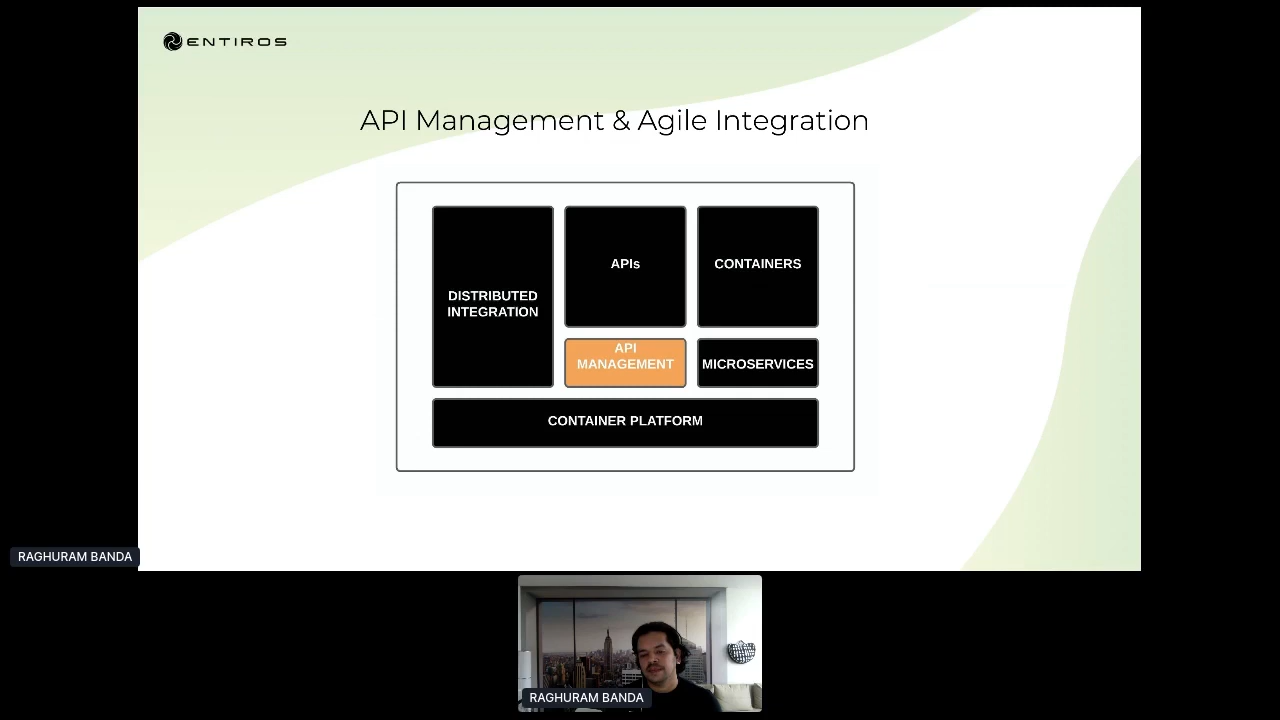 ENTIROS
API Management & Agile Integration
DISTRIBUTED
INTEGRATION
APIs
CONTAINERS
API
MANAGEMENT
MICROSERVICES
CONTAINER PLATFORM
RAGHURAM BANDA
RAGHURAM BANDA